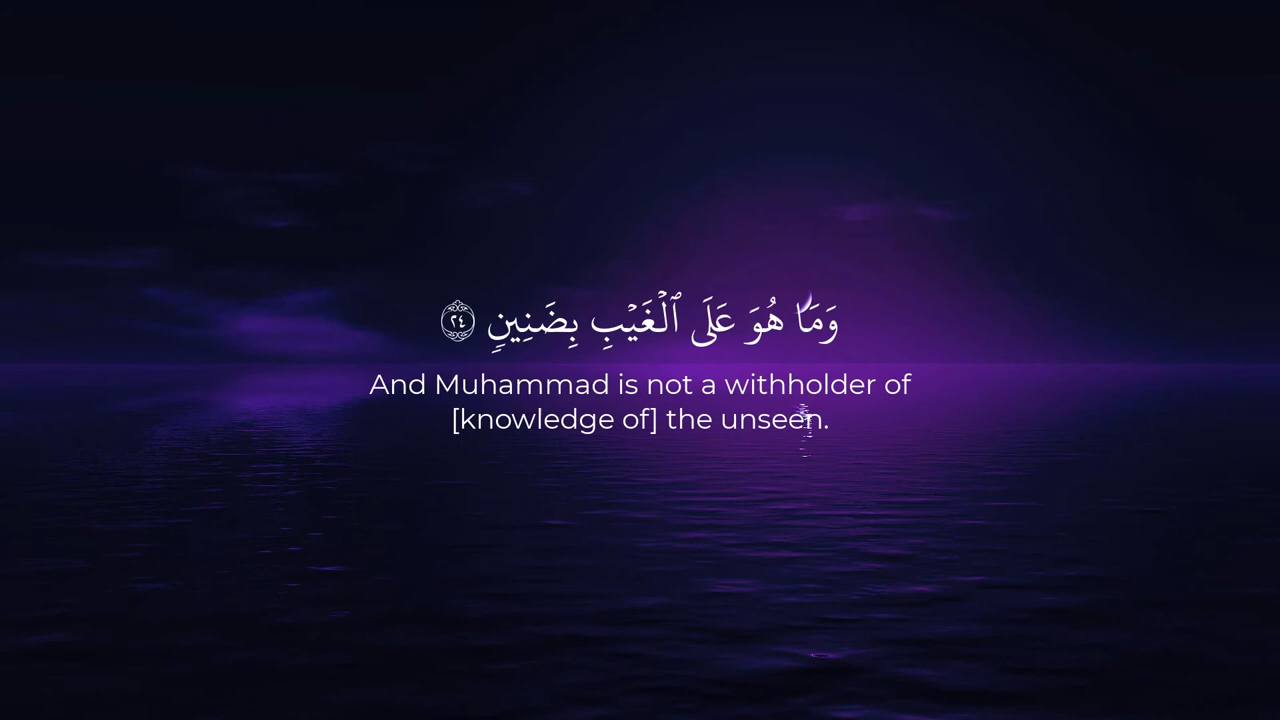 وَمَا هُوَ عَلَى ٱلْغَيْبِ بِضَنِينٍ ٢٤
And Muhammad is not a withholder of
[knowledge of] the unseen.